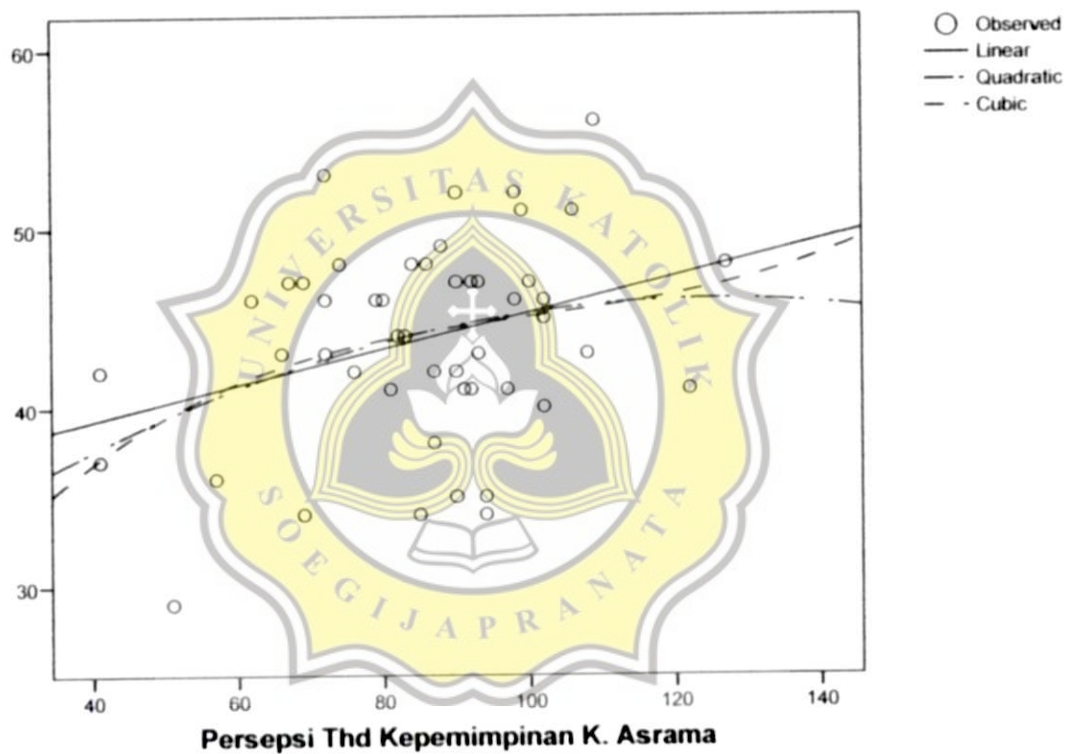 Observed
Linear
Quadratic
Cubic
60
50
40
30
UNIVERSITAS KATOLIK
SOEGIJAPRANATA
40 60 80 100 120 140
Persepsi Thd Kepemimpinan K. Asrama